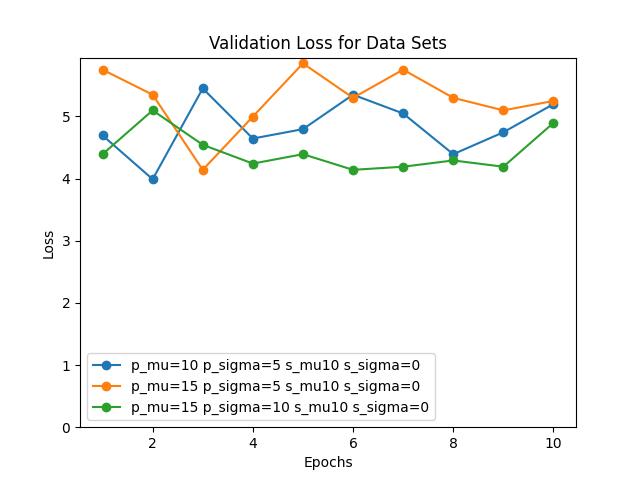 Validation Loss for Data Sets
Loss
5
4
3
2
1
0
p_mu=10 p_sigma=5 s_mu10 s_sigma=0
p_mu=15 p_sigma=5 s_mu10 s_sigma=0
p_mu=15 p_sigma=10 s_mu10 s_sigma=0
2 4 6 8 10
Epochs